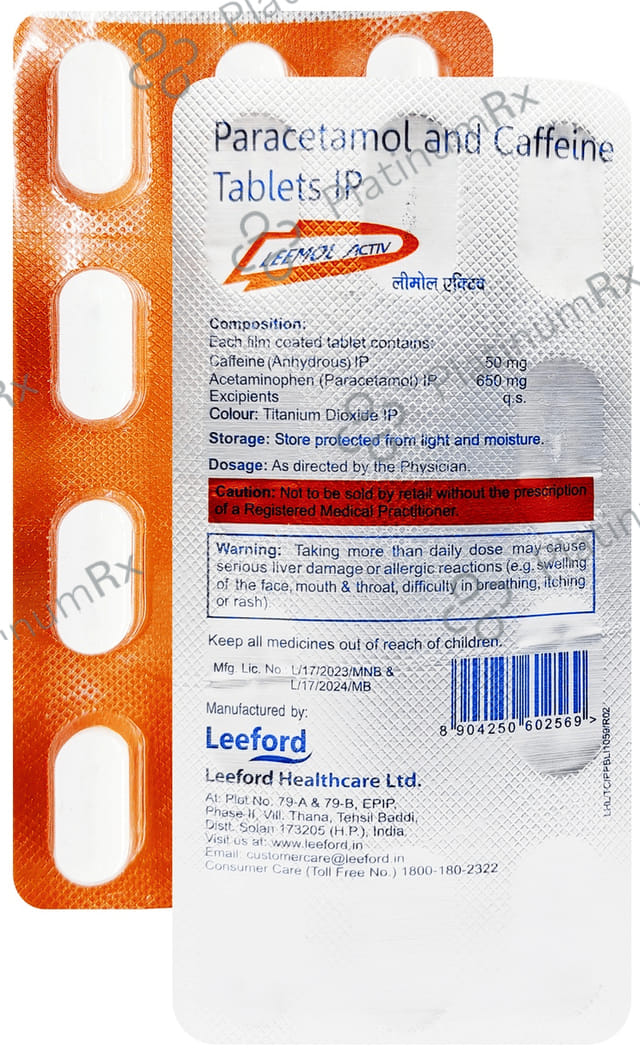 Paracetamol and Caffeine
Tablets IP
LEEMOL ACTIV
लीमोल एक्टिव
Composition:
Each film coated tablet contains:
Caffeine (Anhydrous) IP 50 mg
Acetaminophen (Paracetamol) IP 650 mg
Excipients q.s.
Colour: Titanium Dioxide IP
Storage: Store protected from light and moisture.
Dosage: As directed by the Physician.
Caution: Not to be sold by retail without the prescription
of a Registered Medical Practitioner.
Warning: Taking more than daily dose may cause
serious liver damage or allergic reactions (e.g. swelling
of the face, mouth & throat, difficulty in breathing, itching
or rash)
Keep all medicines out of reach of children.
Mfg. Lic. No. L/17/2023/MNB &
L/17/2024/MB
Manufactured by:
Leeford
Leeford Healthcare Ltd.
At: Plot No. 79-A & 79-B, EPIP,
Phase-II, Vill. Thana, Tehsil Baddi,
Distt. Solan 173205 (H.P.), India.
Visit us at: www.leeford.in
Email: customercare@leeford.in
Consumer Care (Toll Free No.) 1800-180-2322
8 904250 602569 >
PlatinumRx
PlatinumRx
PlatinumRx